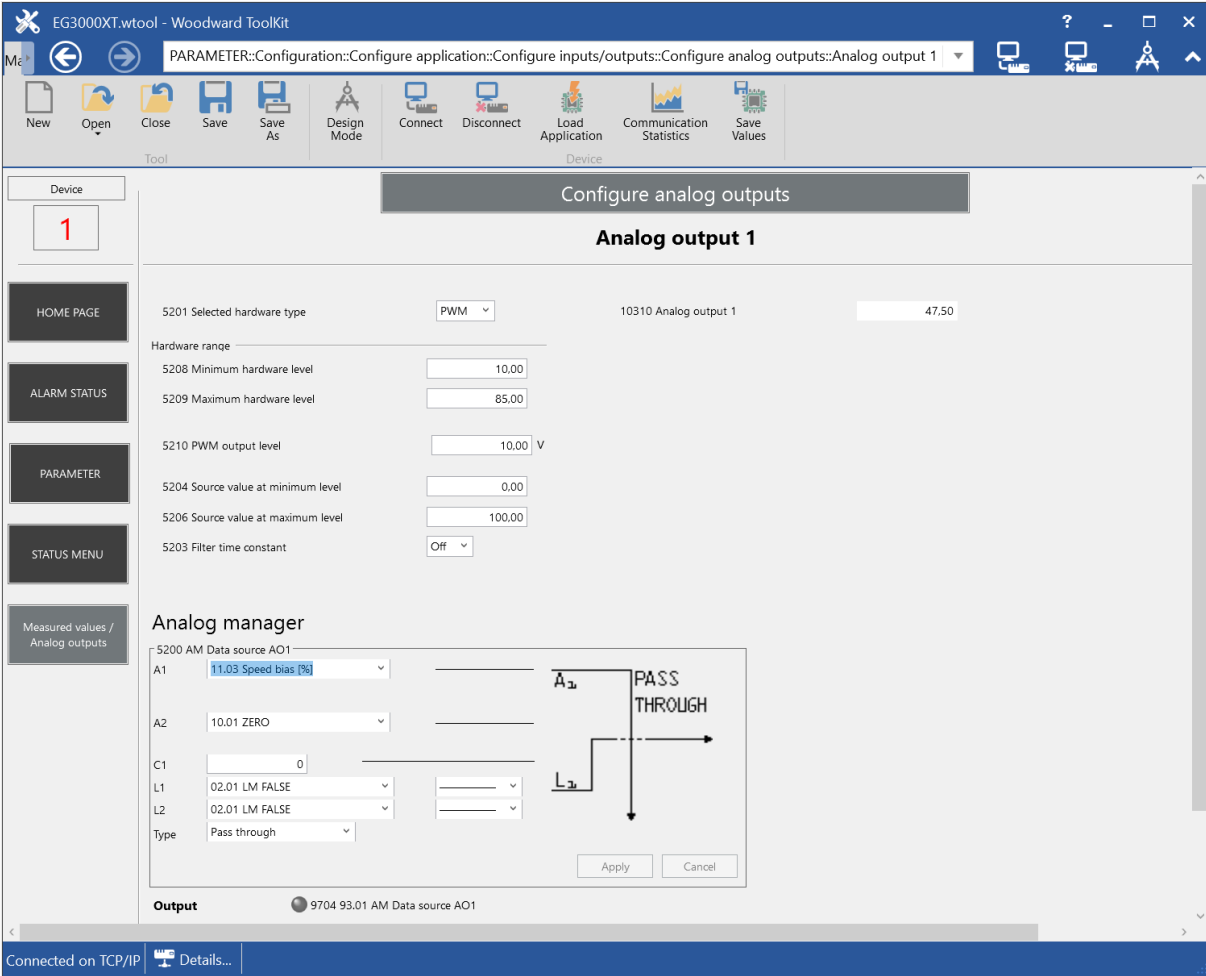 EG3000XT.wtool - Woodward ToolKit
?
PARAMETER::Configuration::Configure application::Configure inputs/outputs::Configure analog outputs::Analog output 1
New
Open
Close
Save
Save As
Design Mode
Connect
Disconnect
Load Application
Communication Statistics
Save Values
Tool
Device
Device
1
Configure analog outputs
Analog output 1
HOME PAGE
ALARM STATUS
PARAMETER
STATUS MENU
Measured values /
Analog outputs
5201 Selected hardware type PWM
10310 Analog output 1 47,50
Hardware range
5208 Minimum hardware level 10,00
5209 Maximum hardware level 85,00
5210 PWM output level 10,00 V
5204 Source value at minimum level 0,00
5206 Source value at maximum level 100,00
5203 Filter time constant Off
Analog manager
5200 AM Data source AO1
A1 11.03 Speed bias [%]
A2 10.01 ZERO
C1 0
L1 02.01 LM FALSE
L2 02.01 LM FALSE
Type Pass through
A1
PASS
THROUGH
L1
Apply
Cancel
Output 9704 93.01 AM Data source AO1
Connected on TCP/IP
Details...